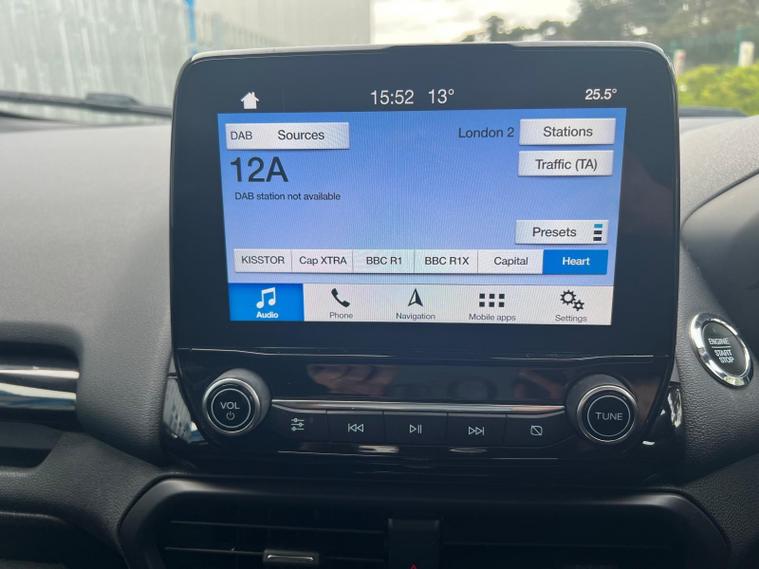 15:52 13° 25.5°
DAB Sources London 2 Stations
12A Traffic (TA)
DAB station not available
Presets
KISSTOR Cap XTRA BBC R1 BBC R1X Capital Heart
Audio Phone Navigation Mobile apps Settings
ENGINE
START
STOP
VOL
TUNE